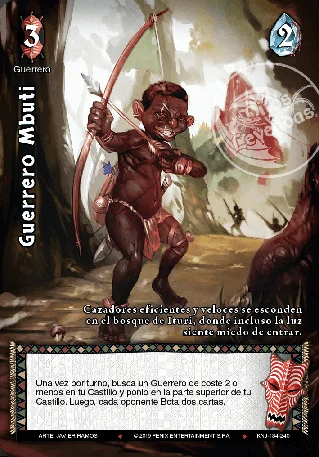 3
2
Guerrero
Guerrero Mbuti
Cazadores eficientes y veloces se esconden
en el bosque de Ituri, donde incluso la luz
siente miedo de entrar.
Una vez por turno, busca un Guerrero de coste 2 o
menos en tu Castillo y ponlo en la parte superior de tu
Castillo. Luego, cada oponente Bota dos cartas.
ARTE: JAVIER RAMOS
©2019 FENIX ENTERTAINMENT S.P.A